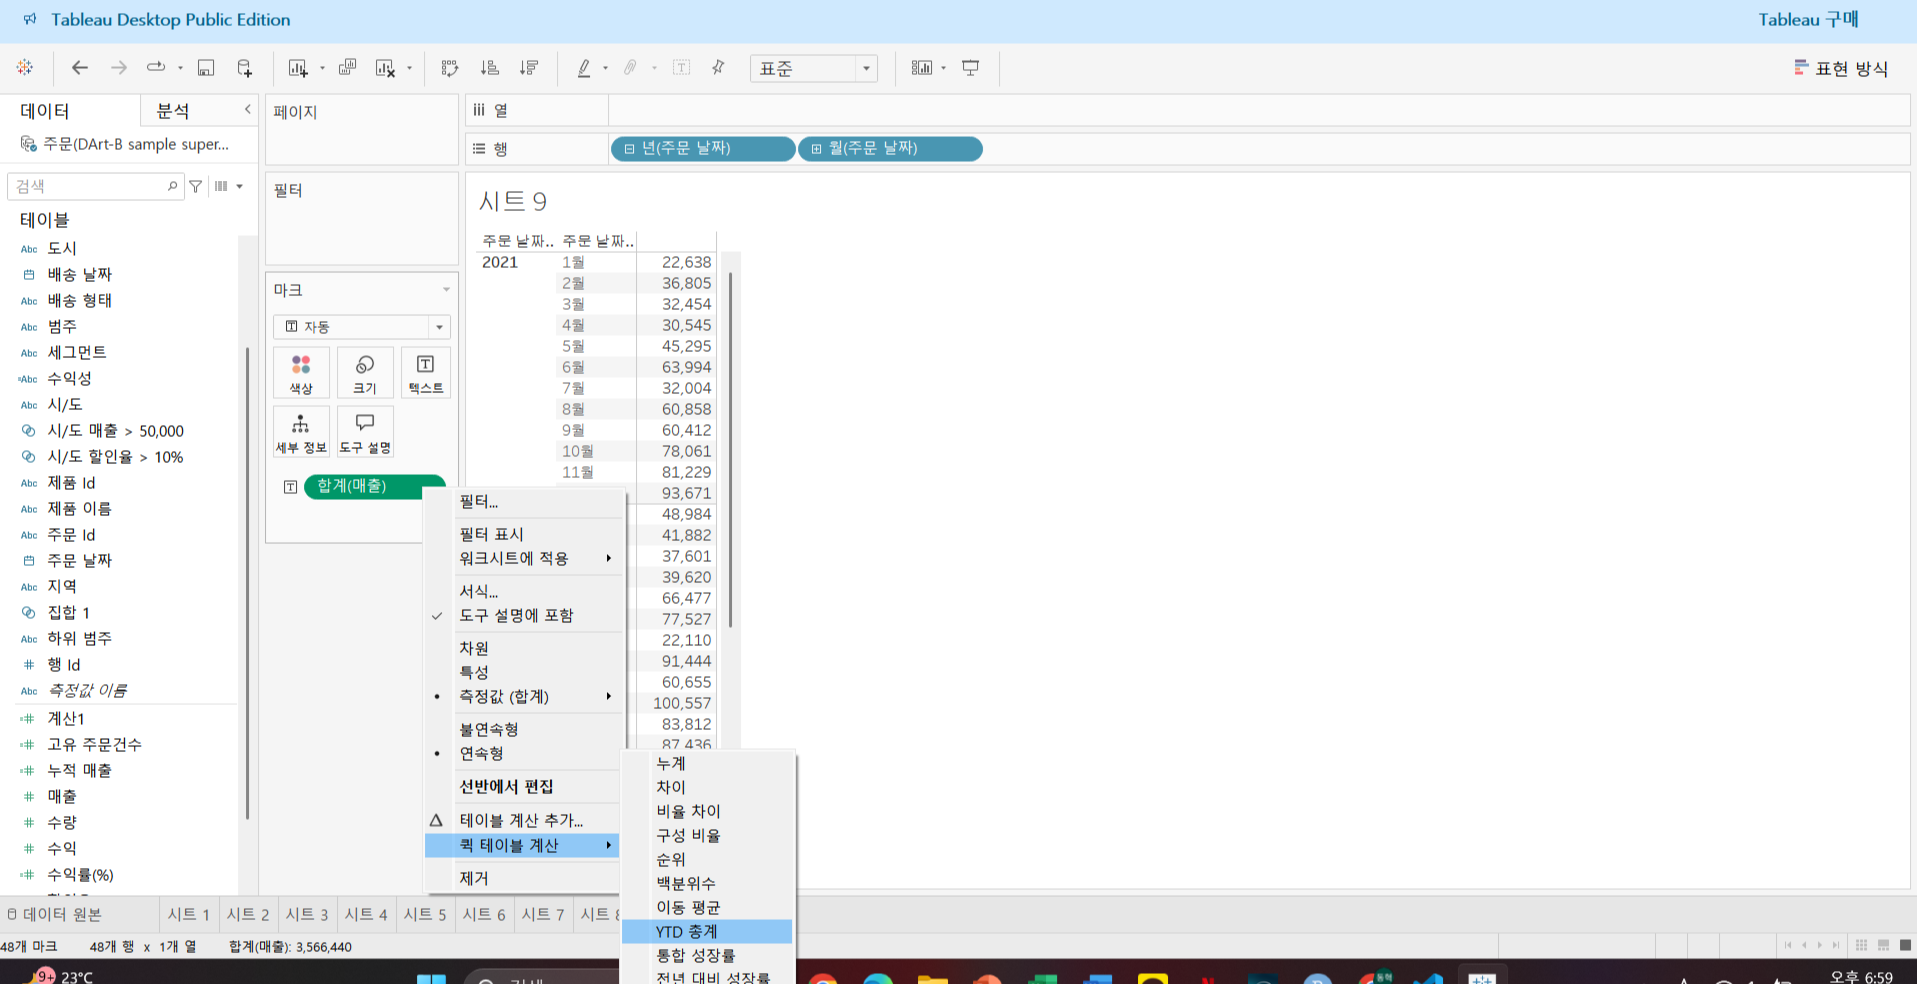 Tableau Desktop Public Edition
Tableau 구매
표준
표현 방식
데이터
분석
주문(DArt-B sample super...
검색
테이블
Abc 도시
배송 날짜
Abc 배송 형태
Abc 범주
Abc 세그먼트
=Abc 수익성
Abc 시/도
시/도 매출 > 50,000
시/도 할인율 > 10%
Abc 제품 Id
Abc 제품 이름
Abc 주문 Id
주문 날짜
Abc 지역
집합 1
Abc 하위 범주
# 행 Id
Abc 측정값 이름
=# 계산1
=# 고유 주문건수
=# 누적 매출
# 매출
# 수량
# 수익
=# 수익률(%)
페이지
필터
마크
자동
색상
크기
텍스트
세부 정보
도구 설명
합계(매출)
열
행
년(주문 날짜)
월(주문 날짜)
시트 9
주문 날짜.. 주문 날짜..
2021 1월 22,638
2월 36,805
3월 32,454
4월 30,545
5월 45,295
6월 63,994
7월 32,004
8월 60,858
9월 60,412
10월 78,061
11월 81,229
93,671
48,984
41,882
37,601
39,620
66,477
77,527
22,110
91,444
60,655
100,557
83,812
87,436
필터...
필터 표시
워크시트에 적용
서식...
도구 설명에 포함
차원
특성
측정값 (합계)
불연속형
연속형
선반에서 편집
테이블 계산 추가...
퀵 테이블 계산
제거
누계
차이
비율 차이
구성 비율
순위
백분위수
이동 평균
YTD 총계
통합 성장률
전년 대비 성장률
데이터 원본
시트 1
시트 2
시트 3
시트 4
시트 5
시트 6
시트 7
시트 8
48개 마크
48개 행 x 1개 열
합계(매출): 3,566,440
9+
23°C
검색
오후 6:59